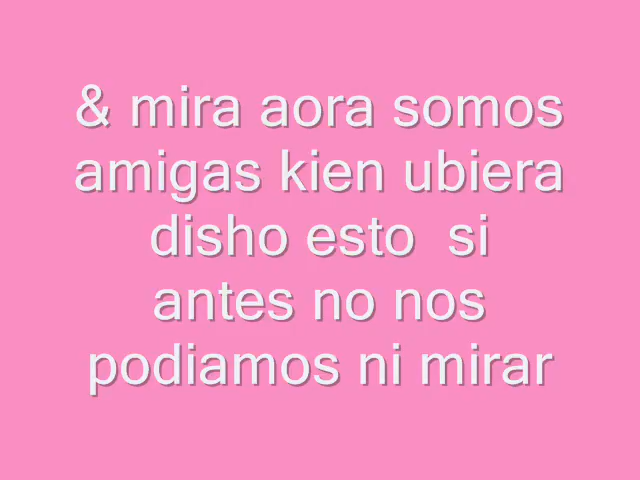 & mira aora somos
amigas kien ubiera
disho esto  si
antes no nos
podiamos ni mirar